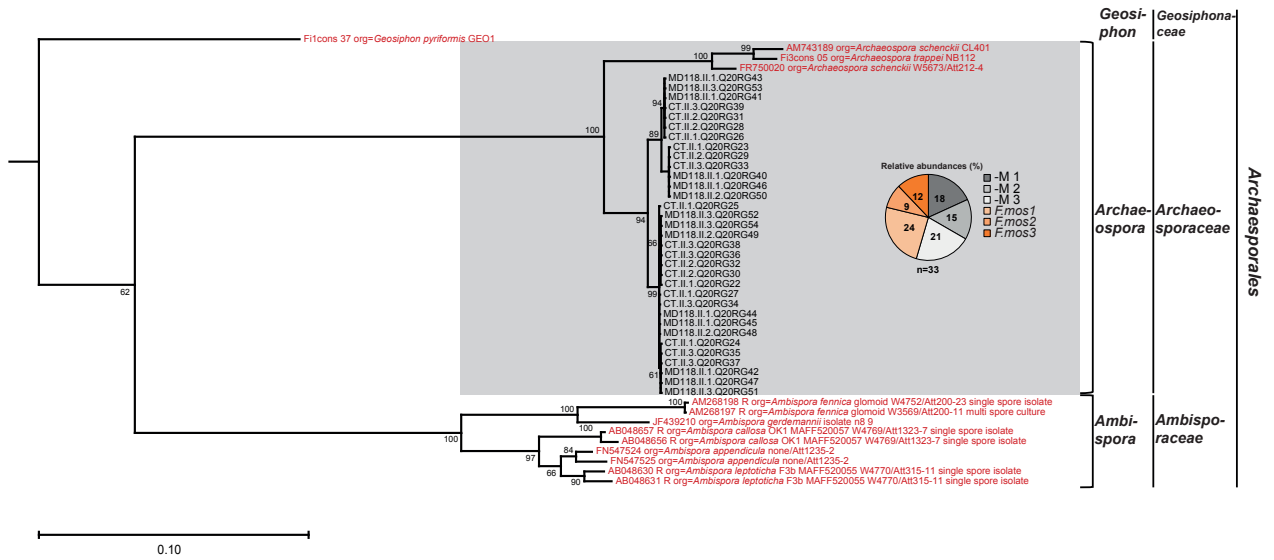 Geosi-
phon
Geosiphona-
ceae
Fi1cons 37 org=Geosiphon pyriformis GEO1
99
AM743189 org=Archaeospora schenckii CL401
Fi3cons 05 org=Archaeospora trappei NB112
100
FR750020 org=Archaeospora schenckii W5673/Att212-4
MD118.II.1.Q20RG43
MD118.II.3.Q20RG53
MD118.II.1.Q20RG41
94
CT.II.3.Q20RG39
CT.II.2.Q20RG31
CT.II.2.Q20RG28
100
89
CT.II.1.Q20RG26
CT.II.1.Q20RG23
CT.II.2.Q20RG29
CT.II.3.Q20RG33
MD118.II.1.Q20RG40
MD118.II.1.Q20RG46
MD118.II.2.Q20RG50
94
CT.II.1.Q20RG25
MD118.II.3.Q20RG52
MD118.II.3.Q20RG54
MD118.II.2.Q20RG49
66
CT.II.3.Q20RG38
CT.II.3.Q20RG36
CT.II.2.Q20RG32
CT.II.2.Q20RG30
CT.II.1.Q20RG22
99
CT.II.1.Q20RG27
CT.II.3.Q20RG34
MD118.II.1.Q20RG44
MD118.II.1.Q20RG45
MD118.II.2.Q20RG48
CT.II.1.Q20RG24
CT.II.3.Q20RG35
CT.II.3.Q20RG37
61
MD118.II.1.Q20RG42
MD118.II.1.Q20RG47
MD118.II.3.Q20RG51
Relative abundances (%)
12
18
9
15
24
21
n=33
-M 1
-M 2
-M 3
F.mos1
F.mos2
F.mos3
Archae-
ospora
Archaeo-
sporaceae
Archaesporales
62
100
AM268198 R org=Ambispora fennica glomoid W4752/Att200-23 single spore isolate
AM268197 R org=Ambispora fennica glomoid W3569/Att200-11 multi spore culture
100
JF439210 org=Ambispora gerdemannii isolate n8 9
100
100
AB048657 R org=Ambispora callosa OK1 MAFF520057 W4769/Att1323-7 single spore isolate
AB048656 R org=Ambispora callosa OK1 MAFF520057 W4769/Att1323-7 single spore isolate
97
84
FN547524 org=Ambispora appendicula none/Att1235-2
FN547525 org=Ambispora appendicula none/Att1235-2
66
AB048630 R org=Ambispora leptoticha F3b MAFF520055 W4770/Att315-11 single spore isolate
90
AB048631 R org=Ambispora leptoticha F3b MAFF520055 W4770/Att315-11 single spore isolate
Ambi-
spora
Ambispo-
raceae
0.10